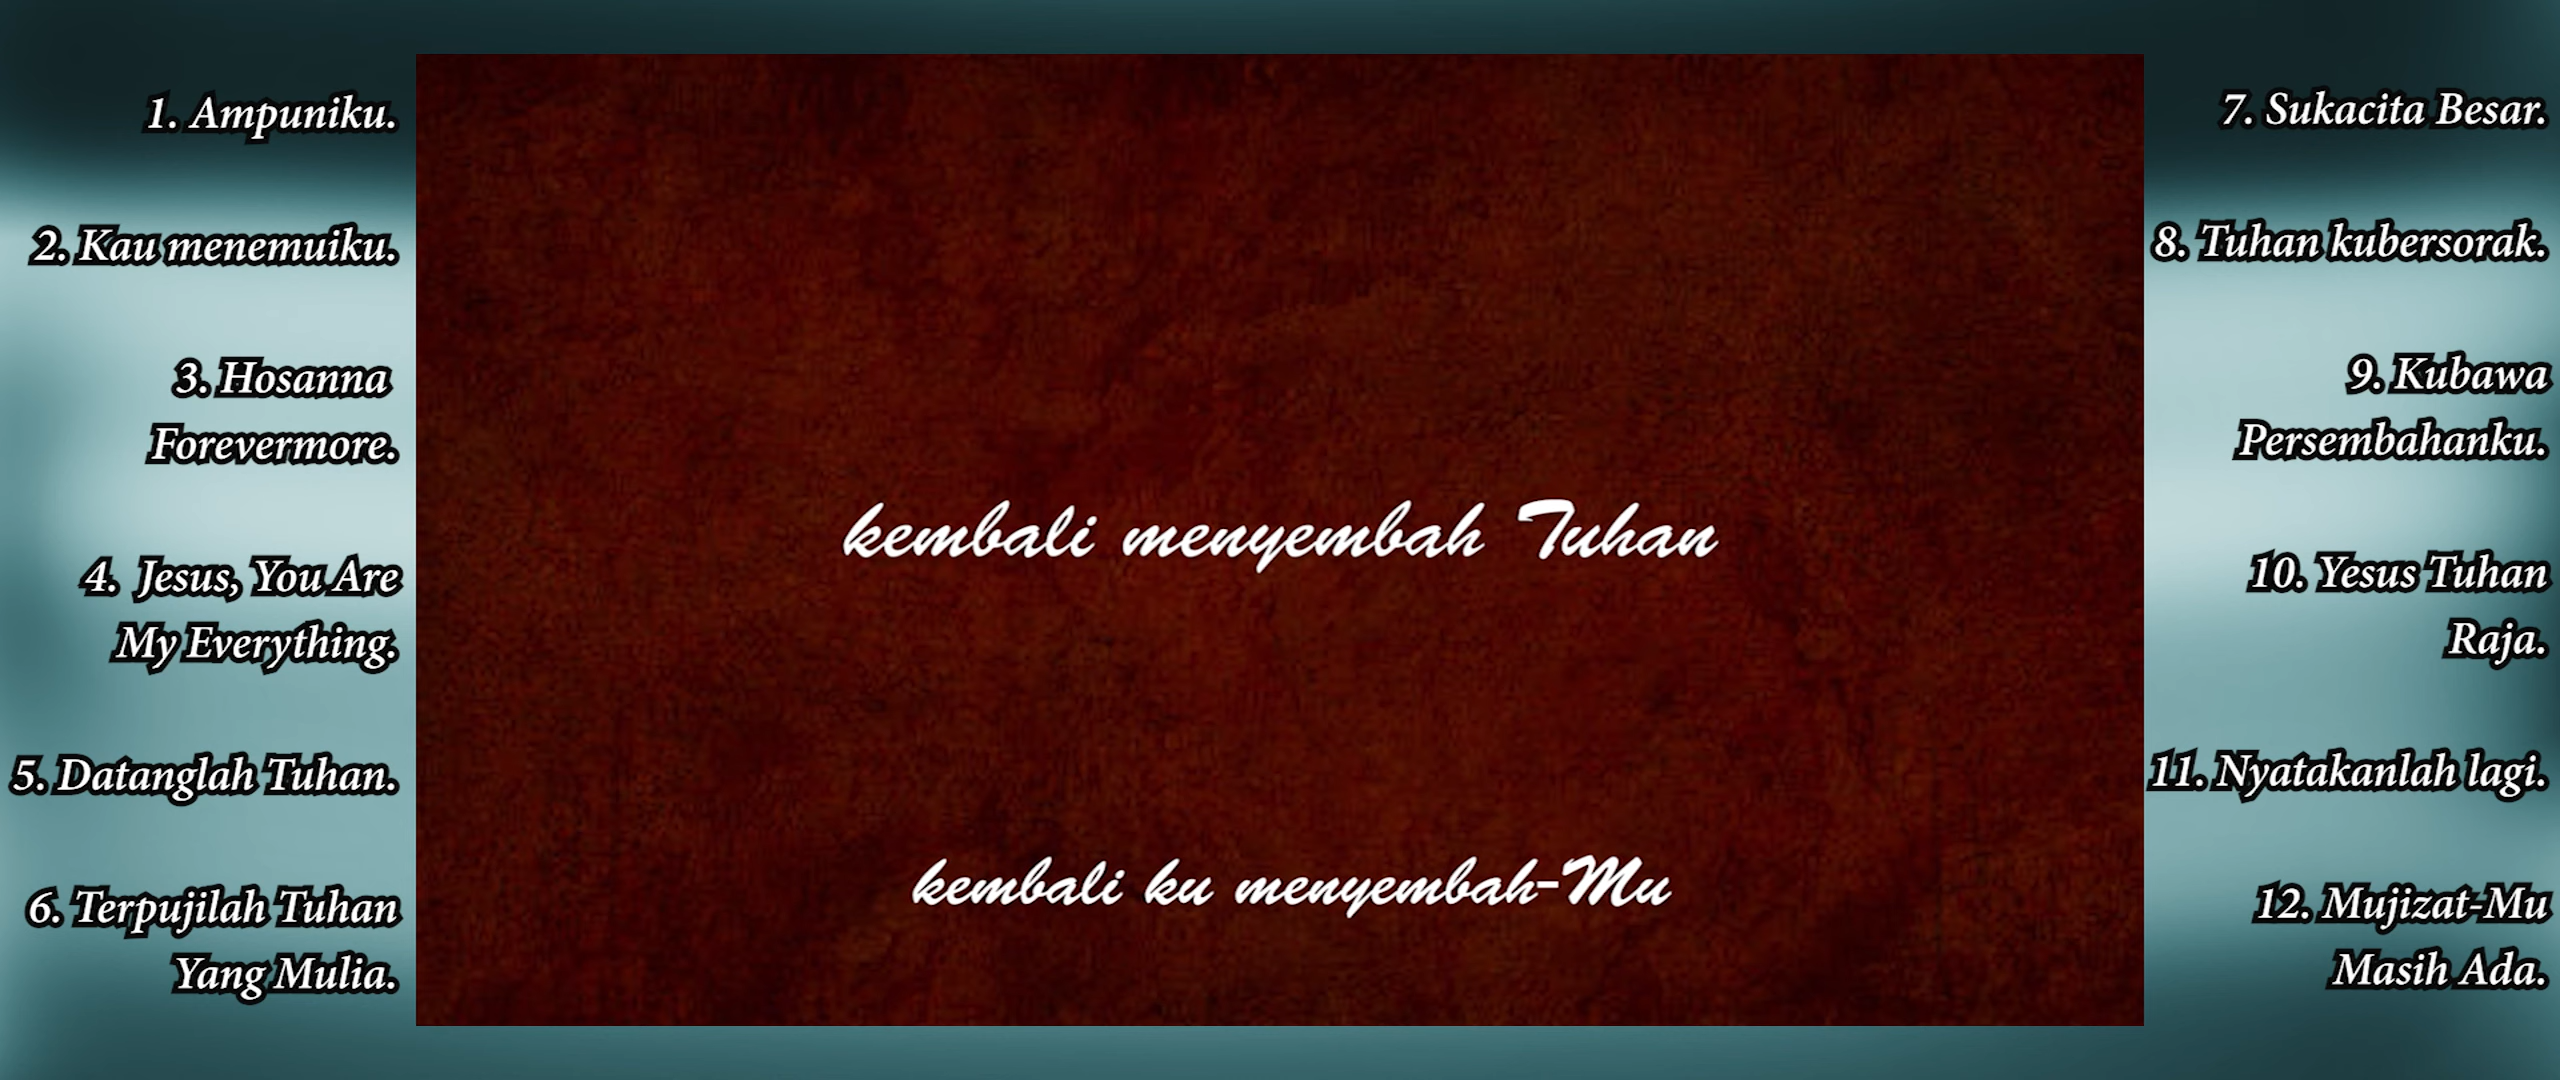 1. Ampuniku.
2. Kau menemuiku.
3. Hosanna
Forevermore.
4. Jesus, You Are
My Everything.
5. Datanglah Tuhan.
6. Terpujilah Tuhan
Yang Mulia.
kembali menyembah Tuhan
kembali ku menyembah-Mu
7. Sukacita Besar.
8. Tuhan kubersorak.
9. Kubawa
Persembahanku.
10. Yesus Tuhan
Raja.
11. Nyatakanlah lagi.
12. Mujizat-Mu
Masih Ada.